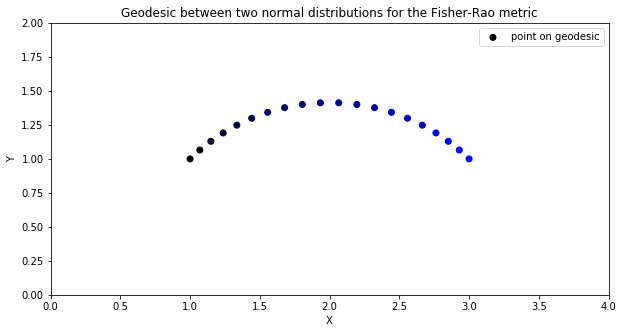 Geodesic between two normal distributions for the Fisher-Rao metric
point on geodesic
2.00
1.75
1.50
1.25
1.00
0.75
0.50
0.25
0.00
Y
0.0 0.5 1.0 1.5 2.0 2.5 3.0 3.5 4.0
X